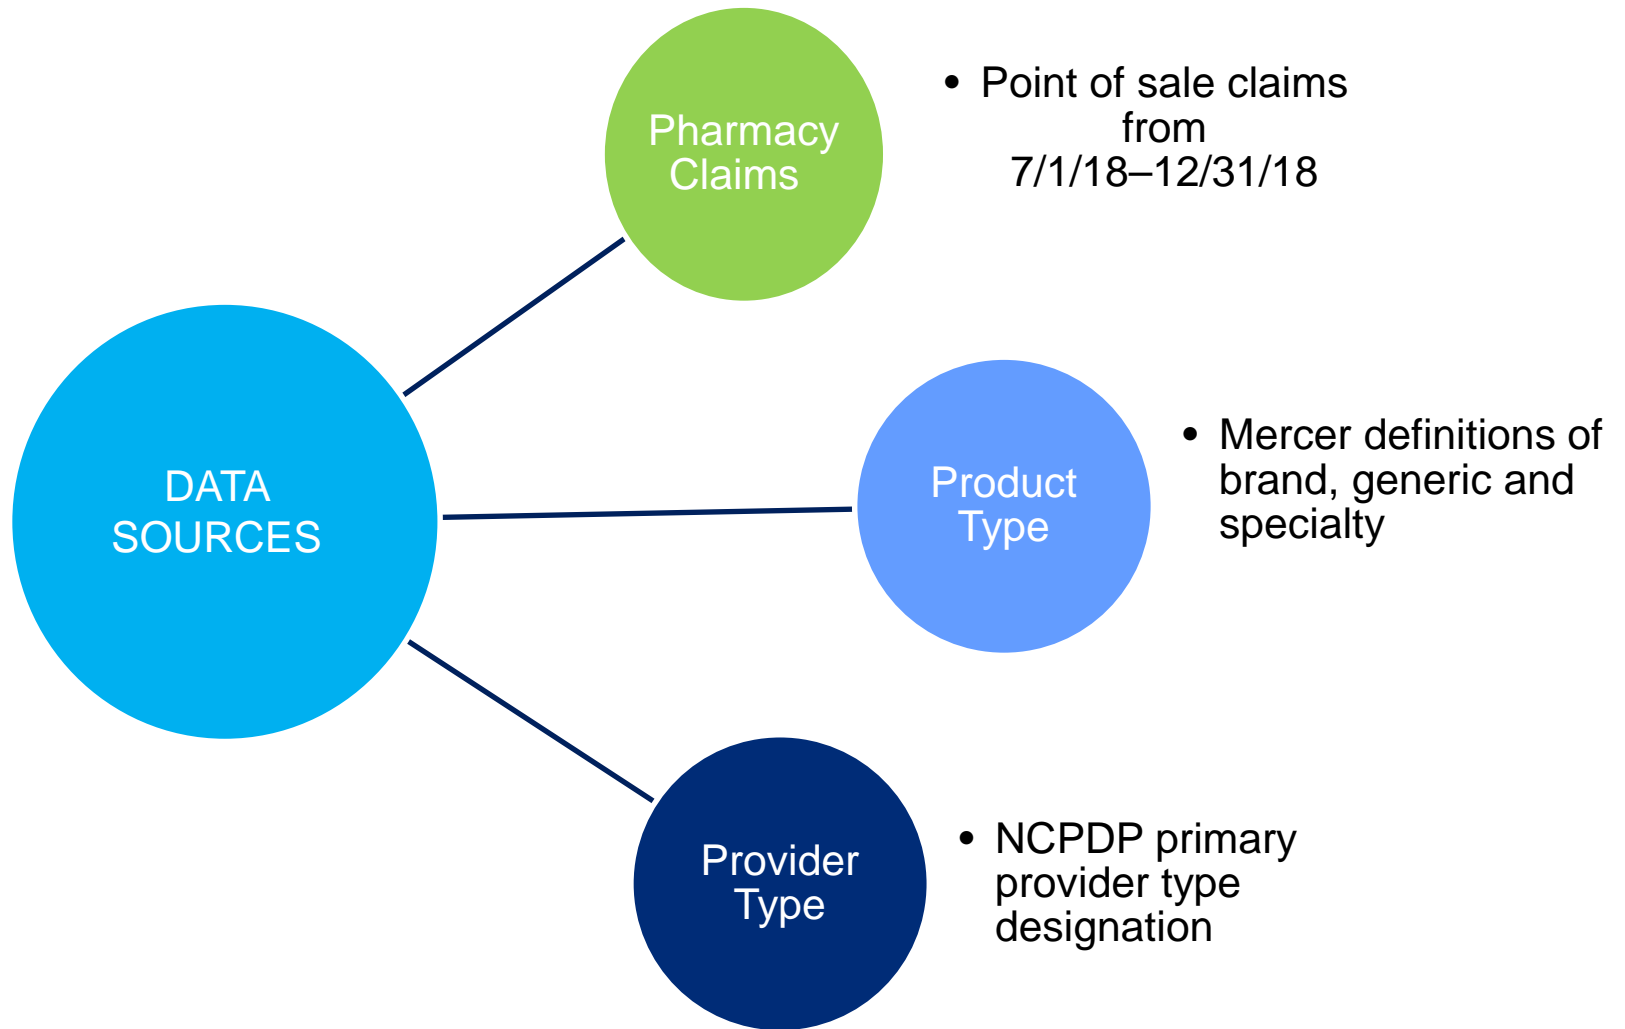 Pharmacy
Claims
• Point of sale claims
from
7/1/18–12/31/18
DATA
SOURCES
Product
Type
• Mercer definitions of
brand, generic and
specialty
Provider
Type
• NCPDP primary
provider type
designation